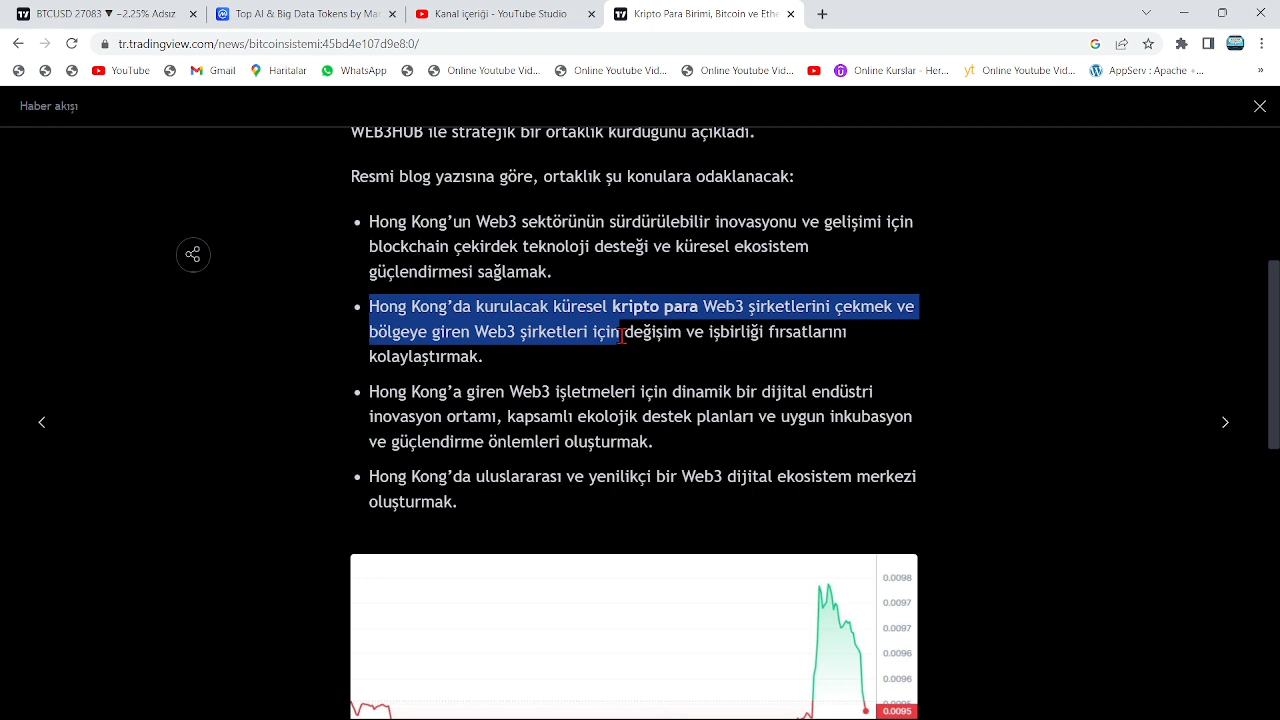 BTCUSD 27083 ▼ −2.25% Adsız
Top AI & Big Data Tokens by Mar
Kanal içeriği - YouTube Studio
Kripto Para Birimi, Bitcoin ve Ethe
tr.tradingview.com/news/bitcoinsistemi:45bd4e107d9e8:0/
YouTube
Gmail
Haritalar
WhatsApp
Online Youtube Vid...
Online Youtube Vid...
Online Youtube Vid...
Online Kurslar - Her...
Online Youtube Vid...
AppServ : Apache +...
»
Haber akışı
WEB3HUB ile stratejik bir ortaklık kurduğunu açıkladı.
Resmi blog yazısına göre, ortaklık şu konulara odaklanacak:
• Hong Kong’un Web3 sektörünün sürdürülebilir inovasyonu ve gelişimi için
blockchain çekirdek teknoloji desteği ve küresel ekosistem
güçlendirmesi sağlamak.
• Hong Kong’da kurulacak küresel kripto para Web3 şirketlerini çekmek ve
bölgeye giren Web3 şirketleri için değişim ve işbirliği fırsatlarını
kolaylaştırmak.
• Hong Kong’a giren Web3 işletmeleri için dinamik bir dijital endüstri
inovasyon ortamı, kapsamlı ekolojik destek planları ve uygun inkubasyon
ve güçlendirme önlemleri oluşturmak.
• Hong Kong’da uluslararası ve yenilikçi bir Web3 dijital ekosistem merkezi
oluşturmak.
0.0098
0.0097
0.0097
0.0096
0.0096
0.0095